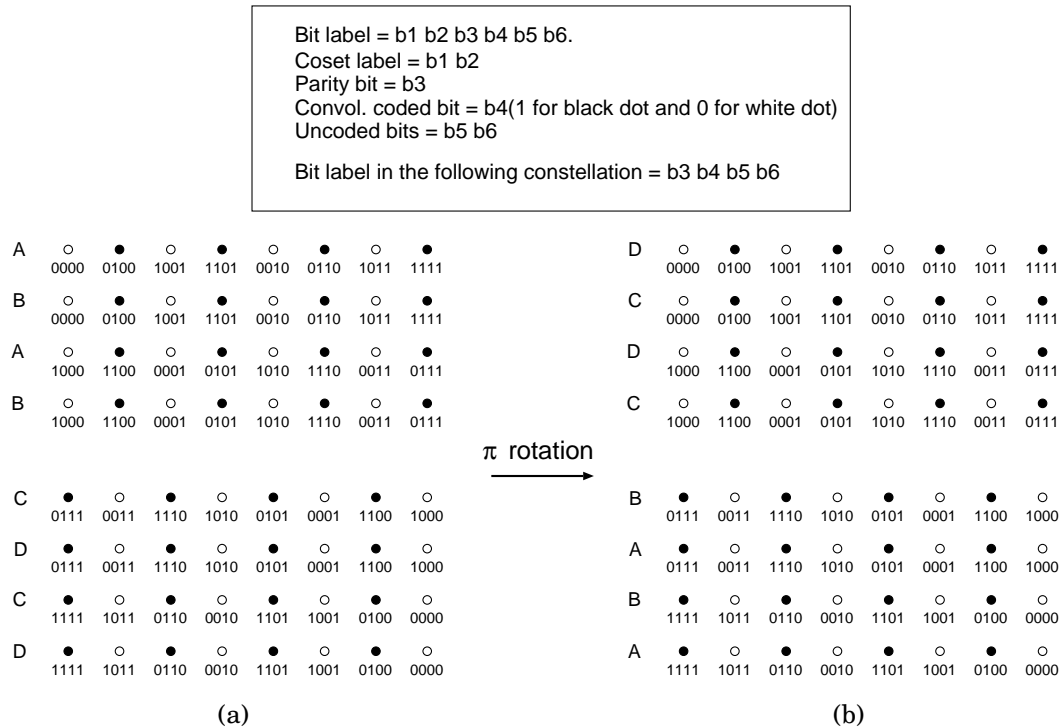 Bit label = b1 b2 b3 b4 b5 b6.
Coset label = b1 b2
Parity bit = b3
Convol. coded bit = b4(1 for black dot and 0 for white dot)
Uncoded bits = b5 b6
Bit label in the following constellation = b3 b4 b5 b6
A
0000 0100 1001 1101 0010 0110 1011 1111
B
0000 0100 1001 1101 0010 0110 1011 1111
A
1000 1100 0001 0101 1010 1110 0011 0111
B
1000 1100 0001 0101 1010 1110 0011 0111
C
0111 0011 1110 1010 0101 0001 1100 1000
D
0111 0011 1110 1010 0101 0001 1100 1000
C
1111 1011 0110 0010 1101 1001 0100 0000
D
1111 1011 0110 0010 1101 1001 0100 0000
(a)
π rotation
D
0000 0100 1001 1101 0010 0110 1011 1111
C
0000 0100 1001 1101 0010 0110 1011 1111
D
1000 1100 0001 0101 1010 1110 0011 0111
C
1000 1100 0001 0101 1010 1110 0011 0111
B
0111 0011 1110 1010 0101 0001 1100 1000
A
0111 0011 1110 1010 0101 0001 1100 1000
B
1111 1011 0110 0010 1101 1001 0100 0000
A
1111 1011 0110 0010 1101 1001 0100 0000
(b)